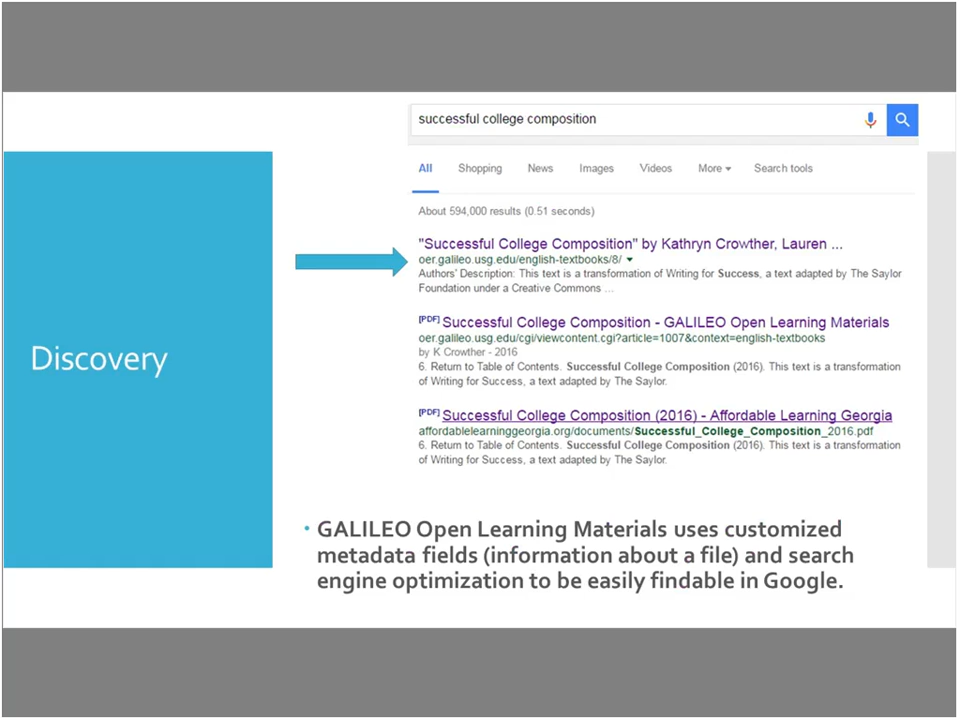 successful college composition
All Shopping News Images Videos More Search tools
About 594,000 results (0.51 seconds)
"Successful College Composition" by Kathryn Crowther, Lauren ...
oer.galileo.usg.edu/english-textbooks/8/
Authors' Description: This text is a transformation of Writing for Success, a text adapted by The Saylor
Foundation under a Creative Commons ...
[PDF] Successful College Composition - GALILEO Open Learning Materials
oer.galileo.usg.edu/cgi/viewcontent.cgi?article=1007&context=english-textbooks
by K Crowther - 2016
6. Return to Table of Contents. Successful College Composition (2016). This text is a transformation
of Writing for Success, a text adapted by The Saylor.
[PDF] Successful College Composition (2016) - Affordable Learning Georgia
affordablelearninggeorgia.org/documents/Successful_College_Composition_2016.pdf
6. Return to Table of Contents. Successful College Composition (2016). This text is a transformation
of Writing for Success, a text adapted by The Saylor.
Discovery
• GALILEO Open Learning Materials uses customized
metadata fields (information about a file) and search
engine optimization to be easily findable in Google.